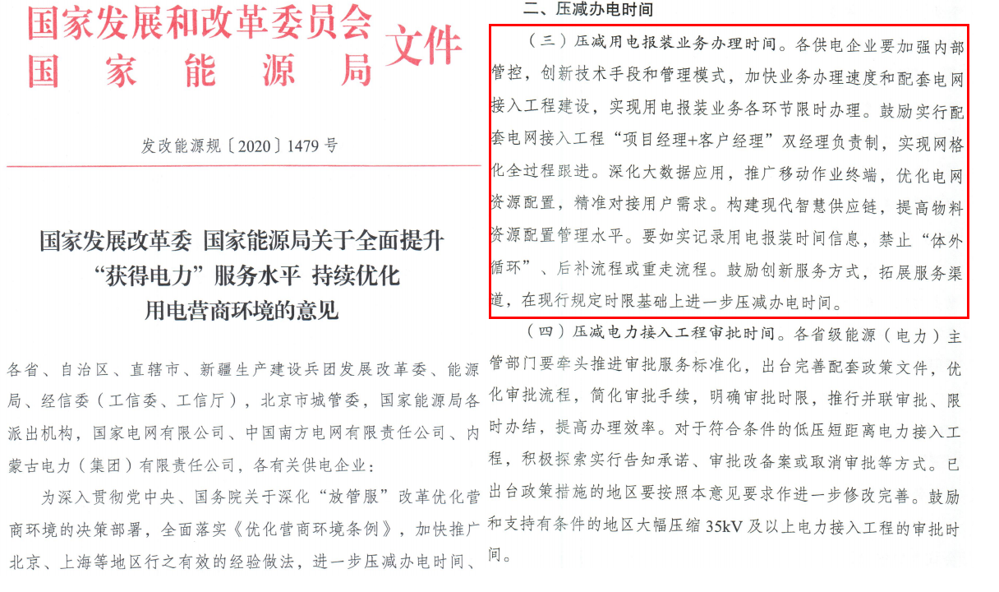 国家发展和改革委员会
国家能源局
文件
发改能源规〔2020〕1479号
国家发展改革委 国家能源局关于全面提升
“获得电力”服务水平 持续优化
用电营商环境的意见
各省、自治区、直辖市、新疆生产建设兵团发展改革委、能源
局、经信委（工信委、工信厅），北京市城管委，国家能源局各
派出机构，国家电网有限公司、中国南方电网有限责任公司、内
蒙古电力（集团）有限责任公司，各有关供电企业：
为深入贯彻党中央、国务院关于深化“放管服”改革优化营
商环境的决策部署，全面落实《优化营商环境条例》，加快推广
北京、上海等地区行之有效的经验做法，进一步压减办电时间、
二、压减办电时间
（三）压减用电报装业务办理时间。各供电企业要加强内部
管控，创新技术手段和管理模式，加快业务办理速度和配套电网
接入工程建设，实现用电报装业务各环节限时办理。鼓励实行配
套电网接入工程“项目经理+客户经理”双经理负责制，实现网格
化全过程跟进。深化大数据应用，推广移动作业终端，优化电网
资源配置，精准对接用户需求。构建现代智慧供应链，提高物料
资源配置管理水平。要如实记录用电报装时间信息，禁止“体外
循环”、后补流程或重走流程。鼓励创新服务方式，拓展服务渠
道，在现行规定时限基础上进一步压减办电时间。
（四）压减电力接入工程审批时间。各省级能源（电力）主
管部门要牵头推进审批服务标准化，出台完善配套政策文件，优
化审批流程，简化审批手续，明确审批时限，推行并联审批、限
时办结，提高办理效率。对于符合条件的低压短距离电力接入工
程，积极探索实行告知承诺、审批改备案或取消审批等方式。已
出台政策措施的地区要按照本意见要求作进一步修改完善。鼓励
和支持有条件的地区大幅压缩35kV及以上电力接入工程的审批时
间。